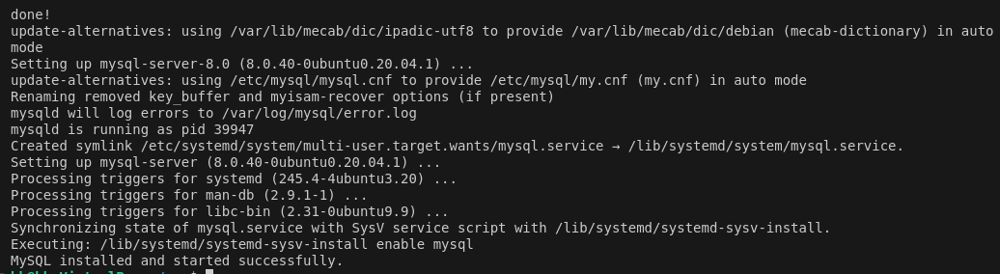 done!
update-alternatives: using /var/lib/mecab/dic/ipadic-utf8 to provide /var/lib/mecab/dic/debian (mecab-dictionary) in auto
mode
Setting up mysql-server-8.0 (8.0.40-0ubuntu0.20.04.1) ...
update-alternatives: using /etc/mysql/mysql.cnf to provide /etc/mysql/my.cnf (my.cnf) in auto mode
Renaming removed key_buffer and myisam-recover options (if present)
mysqld will log errors to /var/log/mysql/error.log
mysqld is running as pid 39947
Created symlink /etc/systemd/system/multi-user.target.wants/mysql.service → /lib/systemd/system/mysql.service.
Setting up mysql-server (8.0.40-0ubuntu0.20.04.1) ...
Processing triggers for systemd (245.4-4ubuntu3.20) ...
Processing triggers for man-db (2.9.1-1) ...
Processing triggers for libc-bin (2.31-0ubuntu9.9) ...
Synchronizing state of mysql.service with SysV service script with /lib/systemd/systemd-sysv-install.
Executing: /lib/systemd/systemd-sysv-install enable mysql
MySQL installed and started successfully.